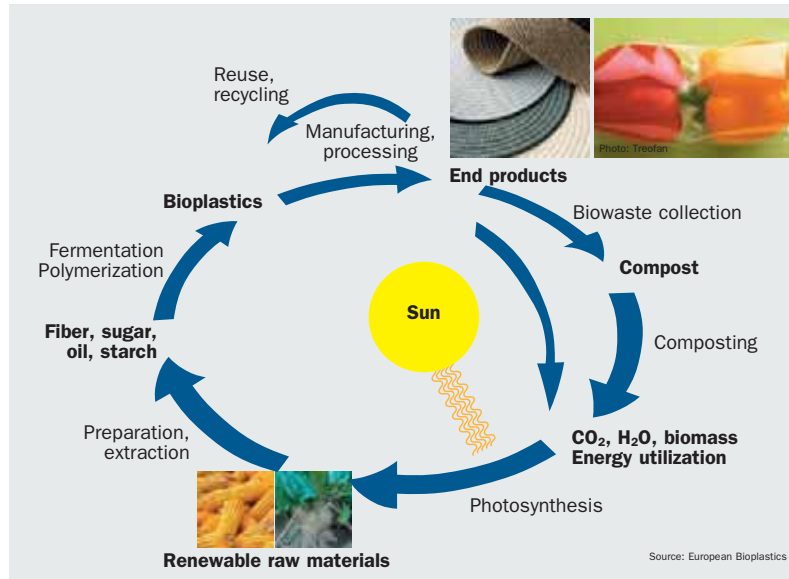 Reuse,
recycling
Manufacturing,
processing
Photo: Treofan
End products
Bioplastics
Biowaste collection
Fermentation
Polymerization
Compost
Sun
Fiber, sugar,
oil, starch
Composting
Preparation,
extraction
CO₂, H₂O, biomass
Energy utilization
Photosynthesis
Renewable raw materials
Source: European Bioplastics